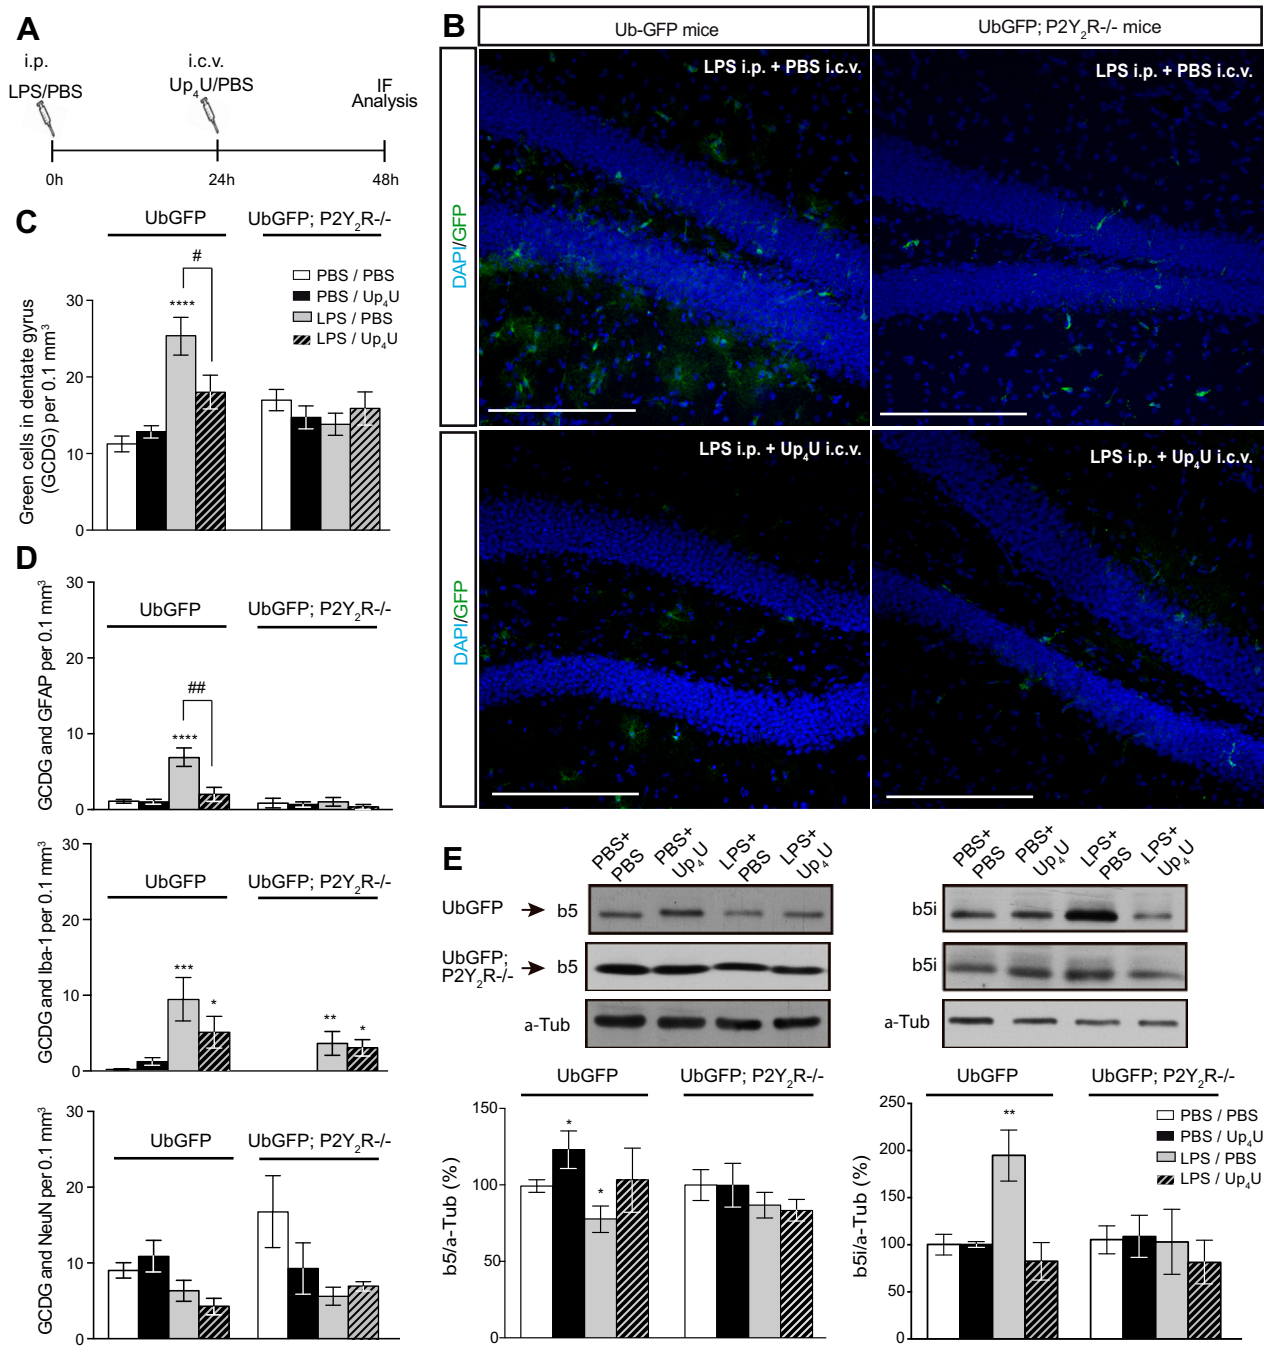 A
i.p.
LPS/PBS
i.c.v.
Up4U/PBS
IF
Analysis
0h
24h
48h
B
Ub-GFP mice
UbGFP; P2Y2R-/- mice
DAPI/GFP
LPS i.p. + PBS i.c.v.
LPS i.p. + PBS i.c.v.
DAPI/GFP
LPS i.p. + Up4U i.c.v.
LPS i.p. + Up4U i.c.v.
C
UbGFP
UbGFP; P2Y2R-/-
PBS / PBS
PBS / Up4U
LPS / PBS
LPS / Up4U
#
****
Green cells in dentate gyrus
(GCDG) per 0.1 mm3
30
20
10
0
D
GCDG and GFAP per 0.1 mm3
30
20
10
0
UbGFP
UbGFP; P2Y2R-/-
##
****
GCDG and Iba-1 per 0.1 mm3
30
20
10
0
UbGFP
UbGFP; P2Y2R-/-
***
*
**
*
GCDG and NeuN per 0.1 mm3
30
20
10
0
UbGFP
UbGFP; P2Y2R-/-
E
PBS+
PBS
PBS+
Up4U
LPS+
PBS
LPS+
Up4U
UbGFP
b5
UbGFP;
P2Y2R-/-
b5
a-Tub
PBS+
PBS
PBS+
Up4U
LPS+
PBS
LPS+
Up4U
b5i
b5i
a-Tub
UbGFP
UbGFP; P2Y2R-/-
b5/a-Tub (%)
150
100
50
0
*
*
UbGFP
UbGFP; P2Y2R-/-
b5i/a-Tub (%)
250
200
150
100
50
0
**
PBS / PBS
PBS / Up4U
LPS / PBS
LPS / Up4U